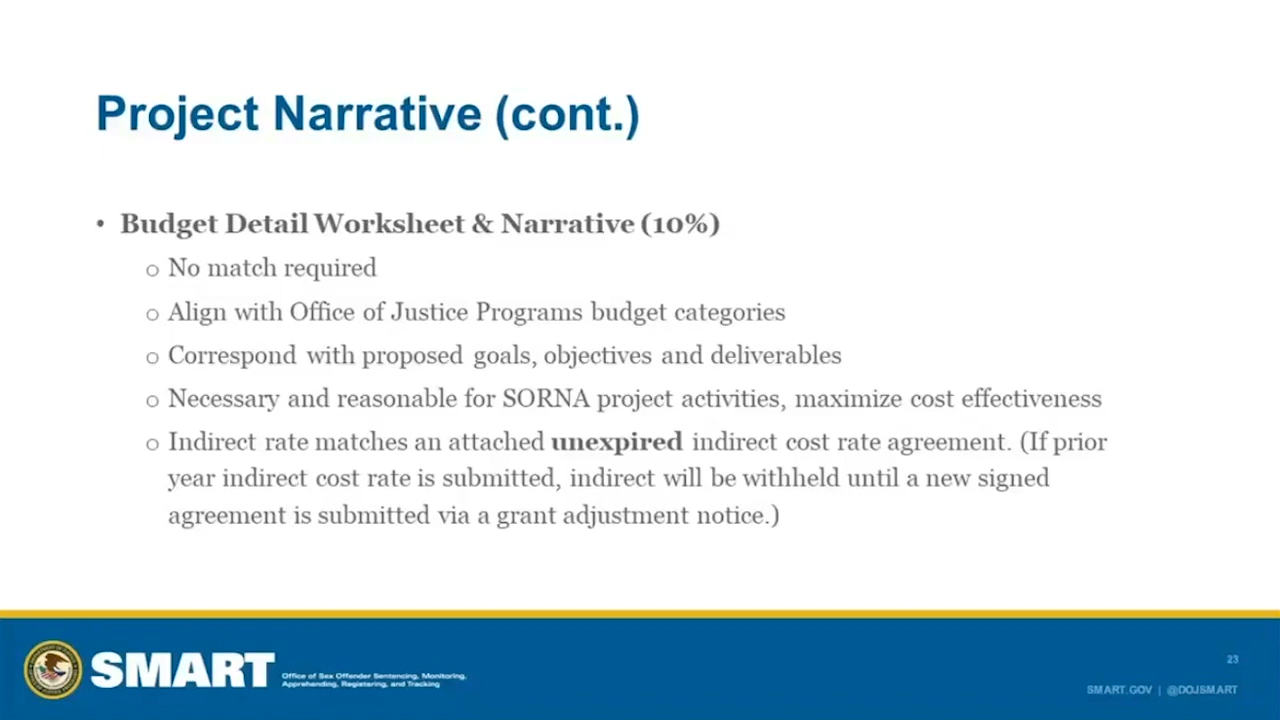 Project Narrative (cont.)
• Budget Detail Worksheet & Narrative (10%)
o No match required
o Align with Office of Justice Programs budget categories
o Correspond with proposed goals, objectives and deliverables
o Necessary and reasonable for SORNA project activities, maximize cost effectiveness
o Indirect rate matches an attached unexpired indirect cost rate agreement. (If prior
year indirect cost rate is submitted, indirect will be withheld until a new signed
agreement is submitted via a grant adjustment notice.)
SMART
Office of Sex Offender Sentencing, Monitoring,
Apprehending, Registering, and Tracking
23
SMART.GOV | @DOJSMART